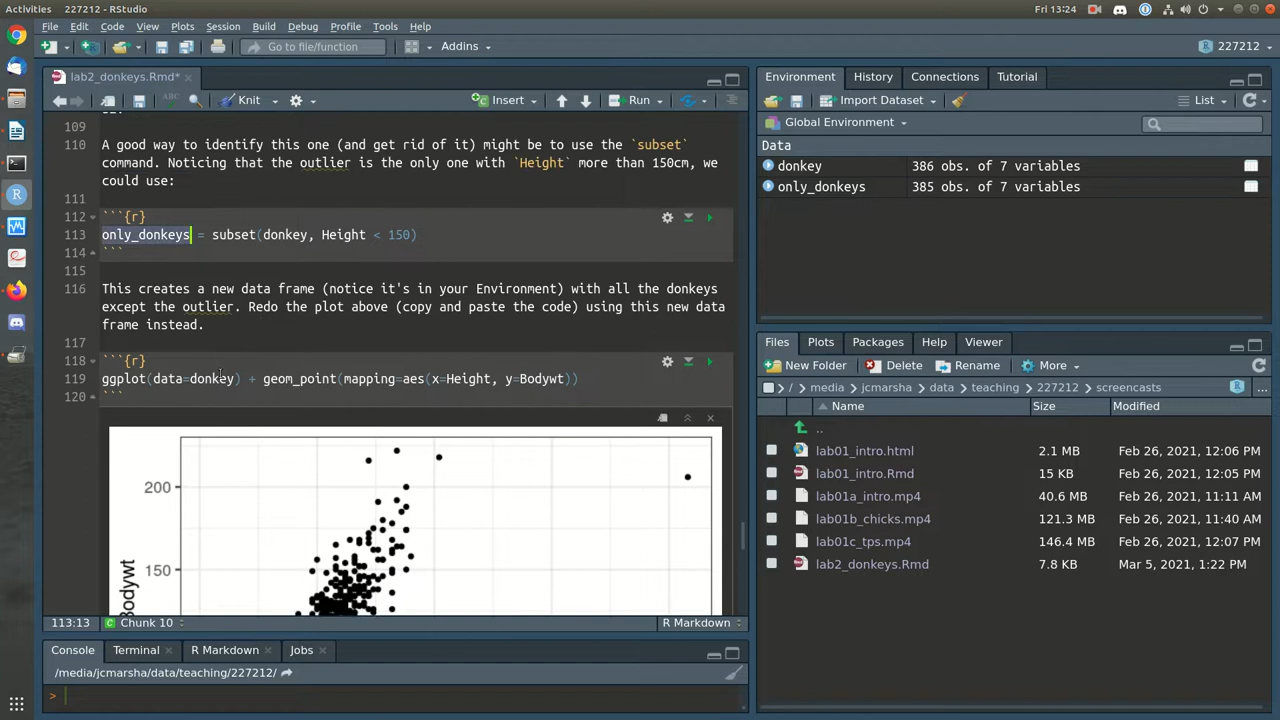 Activities
227212 - RStudio
Fri 13:24
File Edit Code View Plots Session Build Debug Profile Tools Help
Go to file/function
Addins
227212
lab2_donkeys.Rmd*
Knit
Insert
Run
109
110 A good way to identify this one (and get rid of it) might be to use the `subset`
command. Noticing that the outlier is the only one with `Height` more than 150cm, we
could use:
111
112 ```{r}
113 only_donkeys = subset(donkey, Height < 150)
114 ```
115
116 This creates a new data frame (notice it's in your Environment) with all the donkeys
except the outlier. Redo the plot above (copy and paste the code) using this new data
frame instead.
117
118 ```{r}
119 ggplot(data=donkey) + geom_point(mapping=aes(x=Height, y=Bodywt))
120 ```
200
150
Bodywt
113:13
Chunk 10
R Markdown
Console Terminal R Markdown Jobs
/media/jcmarsha/data/teaching/227212/
>
Environment History Connections Tutorial
Import Dataset
List
Global Environment
Data
donkey 386 obs. of 7 variables
only_donkeys 385 obs. of 7 variables
Files Plots Packages Help Viewer
New Folder Delete Rename More
/ media jcmarsha data teaching 227212 screencasts
...
Name Size Modified
..
lab01_intro.html 2.1 MB Feb 26, 2021, 12:06 PM
lab01_intro.Rmd 15 KB Feb 26, 2021, 12:05 PM
lab01a_intro.mp4 40.6 MB Feb 26, 2021, 11:11 AM
lab01b_chicks.mp4 121.3 MB Feb 26, 2021, 11:40 AM
lab01c_tps.mp4 146.4 MB Feb 26, 2021, 12:07 PM
lab2_donkeys.Rmd 7.8 KB Mar 5, 2021, 1:22 PM